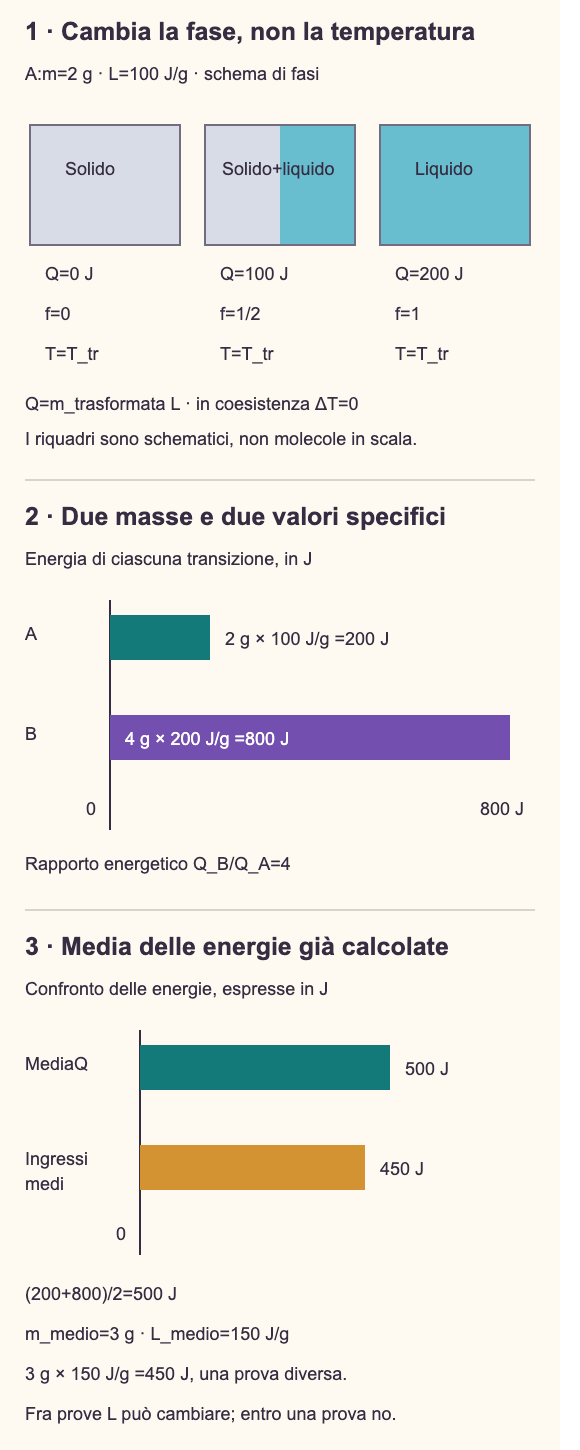 1 · Cambia la fase, non la temperatura
A:m=2 g · L=100 J/g · schema di fasi
Solido
Solido+liquido
Liquido
Q=0 J
Q=100 J
Q=200 J
f=0
f=1/2
f=1
T=T_tr
T=T_tr
T=T_tr
Q=m_trasformata L · in coesistenza ΔT=0
I riquadri sono schematici, non molecole in scala.
2 · Due masse e due valori specifici
Energia di ciascuna transizione, in J
A
2 g × 100 J/g =200 J
B
4 g × 200 J/g =800 J
0
800 J
Rapporto energetico Q_B/Q_A=4
3 · Media delle energie già calcolate
Confronto delle energie, espresse in J
MediaQ
500 J
Ingressi
medi
450 J
0
(200+800)/2=500 J
m_medio=3 g · L_medio=150 J/g
3 g × 150 J/g =450 J, una prova diversa.
Fra prove L può cambiare; entro una prova no.